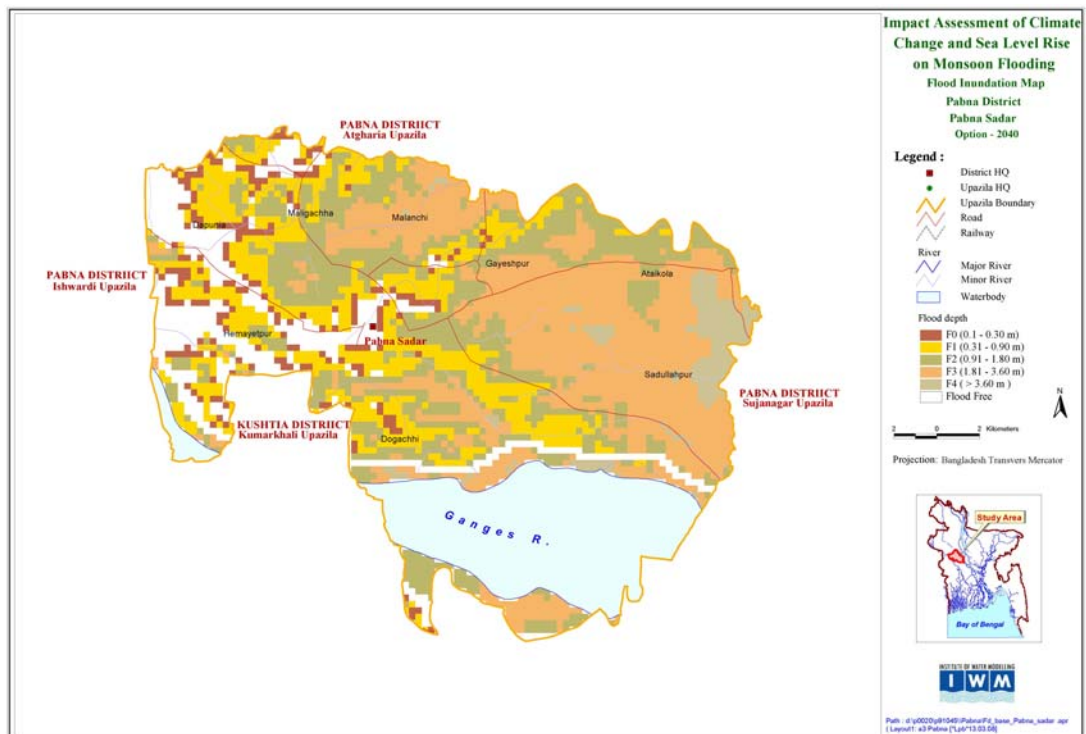 Impact Assessment of Climate
Change and Sea Level Rise
on Monsoon Flooding
Flood Inundation Map
Pabna District
Pabna Sadar
Option - 2040
Legend :
District HQ
Upazila HQ
Upazila Boundary
Road
Railway
River
Major River
Minor River
Waterbody
Flood depth
F0 (0.1 - 0.30 m)
F1 (0.31 - 0.90 m)
F2 (0.91 - 1.80 m)
F3 (1.81 - 3.60 m)
F4 ( > 3.60 m )
Flood Free
N
2 0 2 Kilometers
Projection: Bangladesh Transvers Mercator
Study Area
Bay of Bengal
INSTITUTE OF WATER MODELLING
IWM
PABNA DISTRIICT
Atgharia Upazila
Maligachha
Malanchi
Dapunia
Gayeshpur
Ataikola
PABNA DISTRIICT
Ishwardi Upazila
Hemayetpur
Pabna Sadar
Sadullahpur
PABNA DISTRIICT
Sujanagar Upazila
KUSHTIA DISTRIICT
Kumarkhali Upazila
Dogachhi
Ganges R.